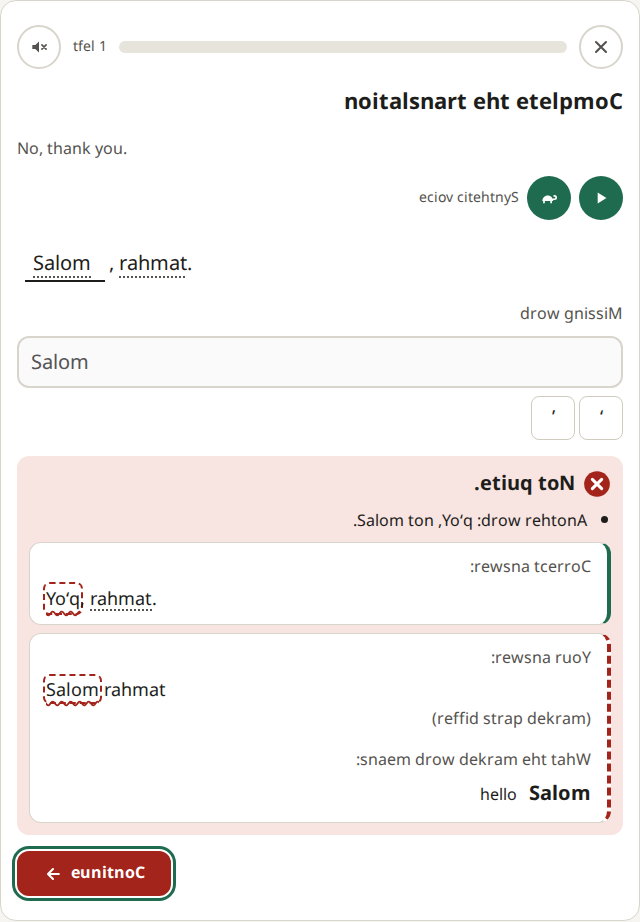 tfel 1
noitalsnart eht etelpmoC
No, thank you.
eciov citehtnyS
Salom , rahmat.
drow gnissiM
Salom
ʼ ʻ
.etiuq toN
.Salom ton ,Yoʻq :drow rehtonA
:rewsna tcerroC
Yoʻq, rahmat.
:rewsna ruoY
Salom rahmat
(reffid strap dekram)
:snaem drow dekram eht tahW
hello Salom
eunitnoC